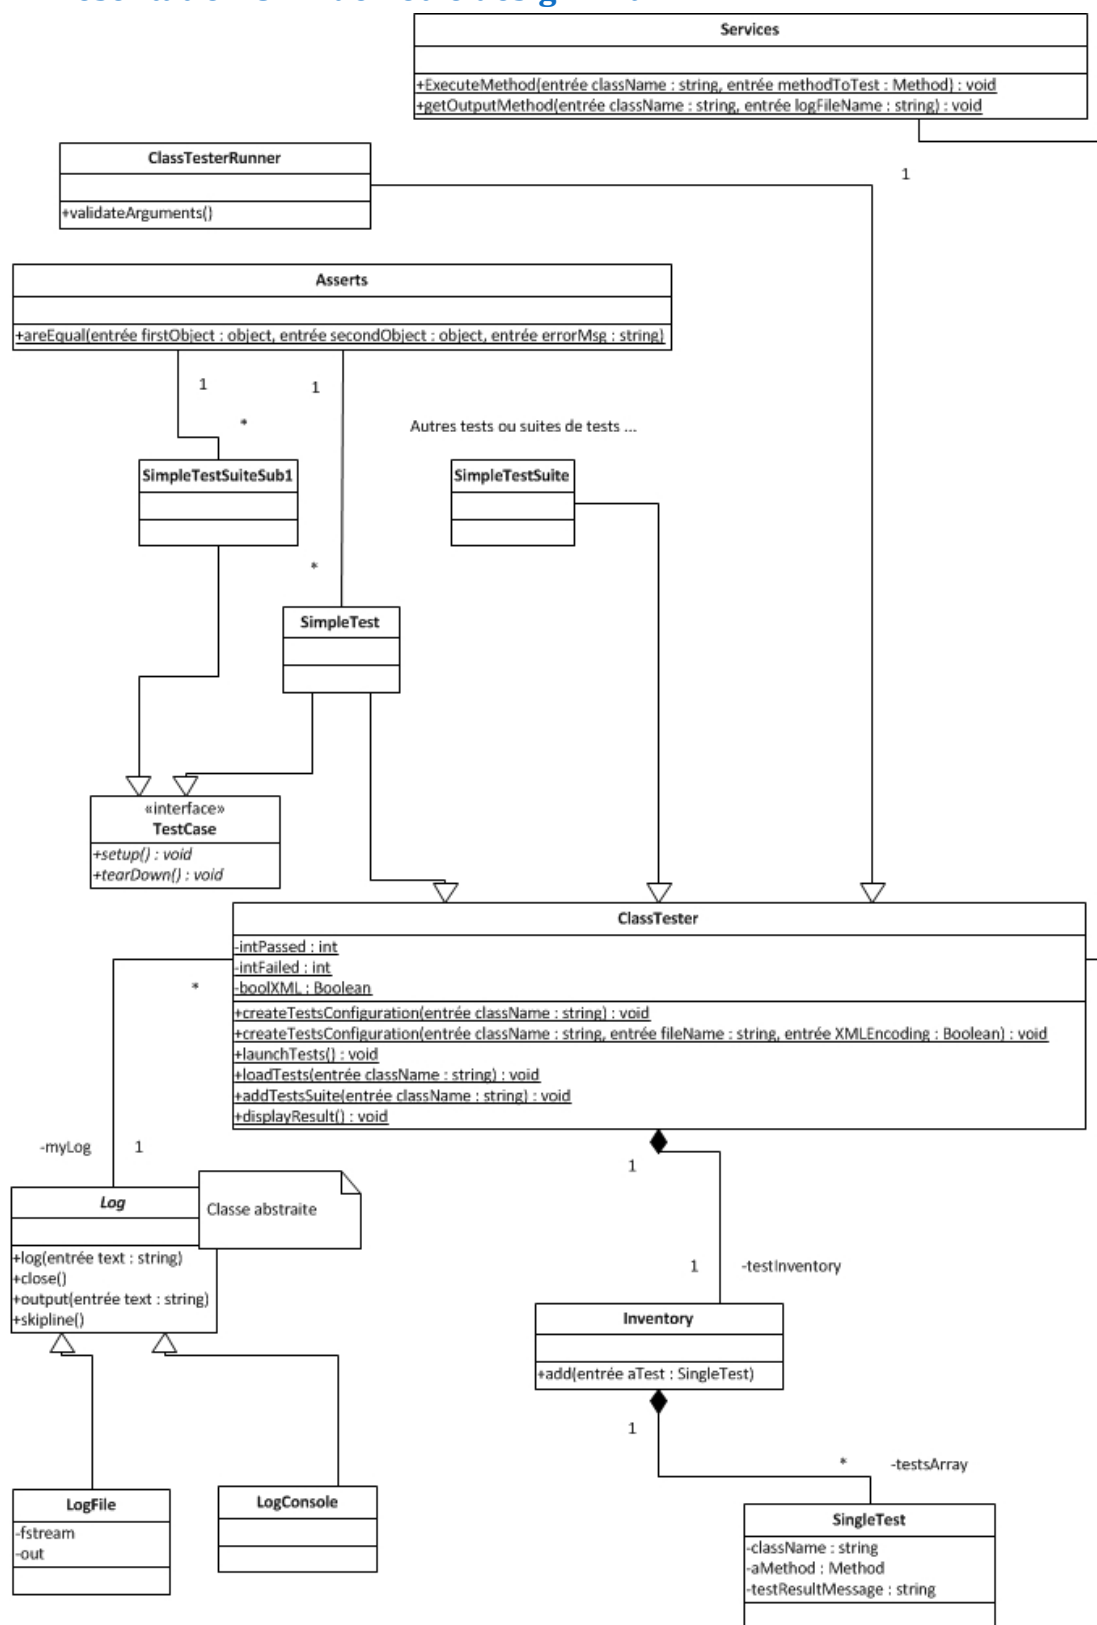 Services
+ExecuteMethod(entrée className : string, entrée methodToTest : Method) : void
+getOutputMethod(entrée className : string, entrée logFileName : string) : void
1
ClassTesterRunner
+validateArguments()
Asserts
+areEqual(entrée firstObject : object, entrée secondObject : object, entrée errorMsg : string)
1
1
*
Autres tests ou suites de tests ...
SimpleTestSuiteSub1
SimpleTestSuite
*
SimpleTest
«interface»
TestCase
+setup() : void
+tearDown() : void
ClassTester
-intPassed : int
-intFailed : int
-boolXML : Boolean
+createTestsConfiguration(entrée className : string) : void
+createTestsConfiguration(entrée className : string, entrée fileName : string, entrée XMLEncoding : Boolean) : void
+launchTests() : void
+loadTests(entrée className : string) : void
+addTestsSuite(entrée className : string) : void
+displayResult() : void
*
-myLog
1
1
Log
Classe abstraite
+log(entrée text : string)
+close()
+output(entrée text : string)
+skipline()
1
-testInventory
Inventory
+add(entrée aTest : SingleTest)
1
*
-testsArray
LogFile
-fstream
-out
LogConsole
SingleTest
-className : string
-aMethod : Method
-testResultMessage : string